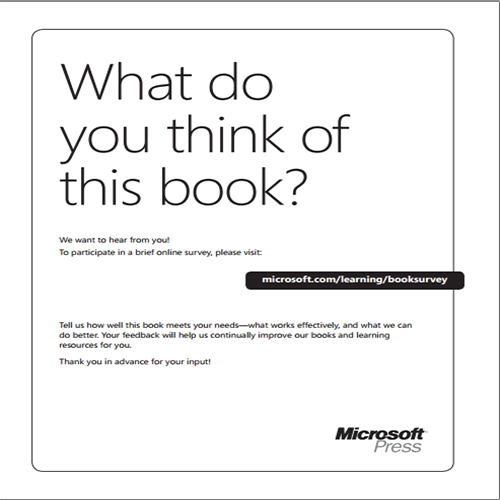 What do
you think of
this book?
We want to hear from you!
To participate in a brief online survey, please visit:
microsoft.com/learning/booksurvey
Tell us how well this book meets your needs—what works effectively, and what we can
do better. Your feedback will help us continually improve our books and learning
resources for you.
Thank you in advance for your input!
Microsoft
Press